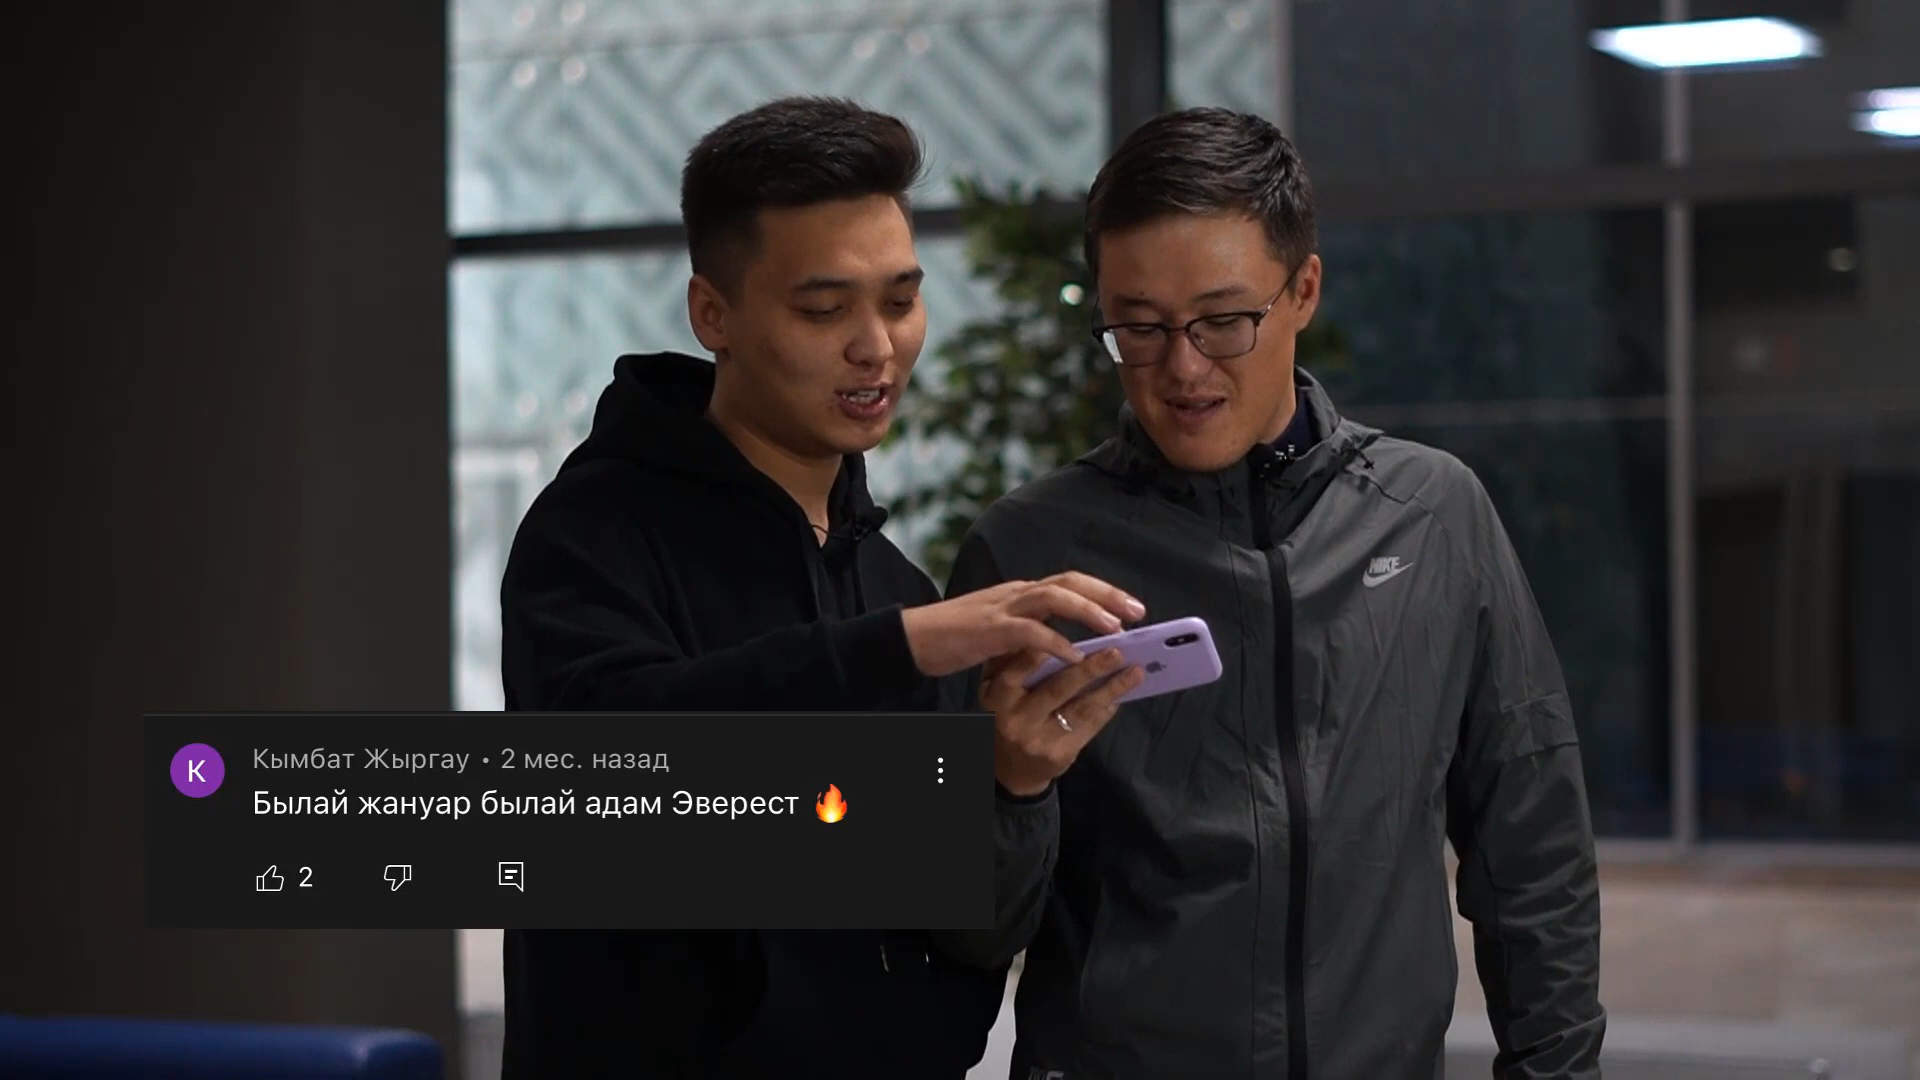 NIKE
К
Кымбат Жыргау • 2 мес. назад
Былай жануар былай адам Эверест 🔥
2